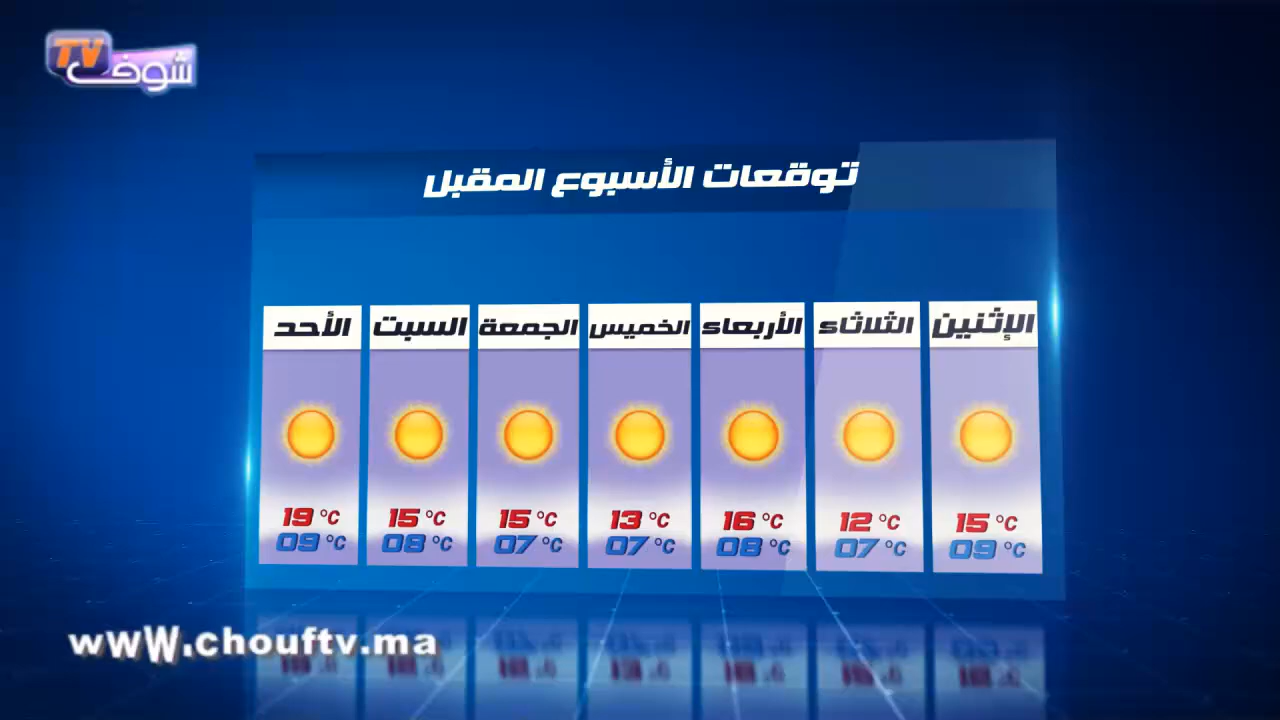 TV شوف
توقعات الأسبوع المقبل
الإثنين الثلاثاء الأربعاء الخميس الجمعة السبت الأحد
15 °C 12 °C 16 °C 13 °C 15 °C 15 °C 19 °C
09 °C 07 °C 08 °C 07 °C 07 °C 08 °C 09 °C
www.chouftv.ma